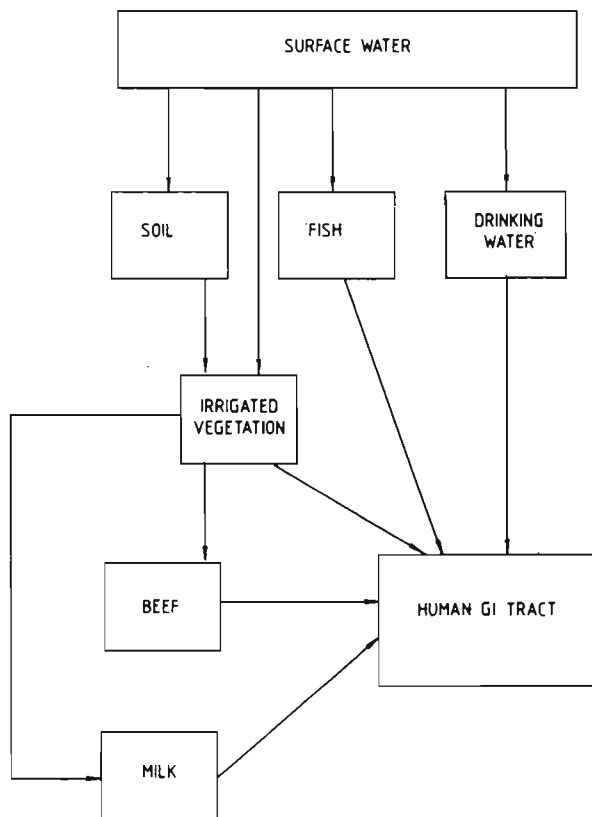 SURFACE WATER
SOIL
FISH
DRINKING
WATER
IRRIGATED
VEGETATION
BEEF
HUMAN GI TRACT
MILK